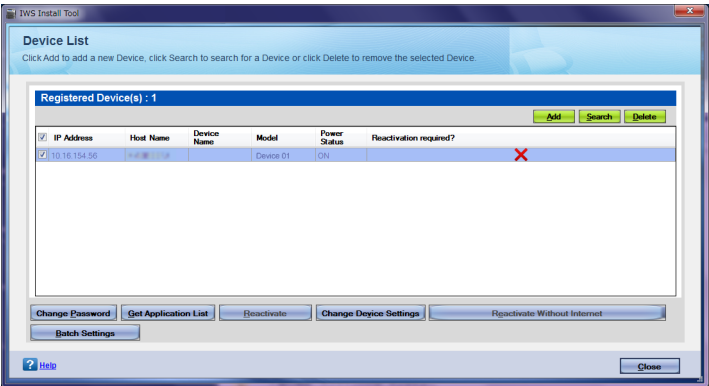 IWS Install Tool
Device List
Click Add to add a new Device, click Search to search for a Device or click Delete to remove the selected Device.
Registered Device(s) : 1
Add Search Delete
IP Address Host Name Device Name Model Power Status Reactivation required?
10.16.154.56 Device 01 ON
Change Password Get Application List Reactivate Change Device Settings Reactivate Without Internet
Batch Settings
? Help Close